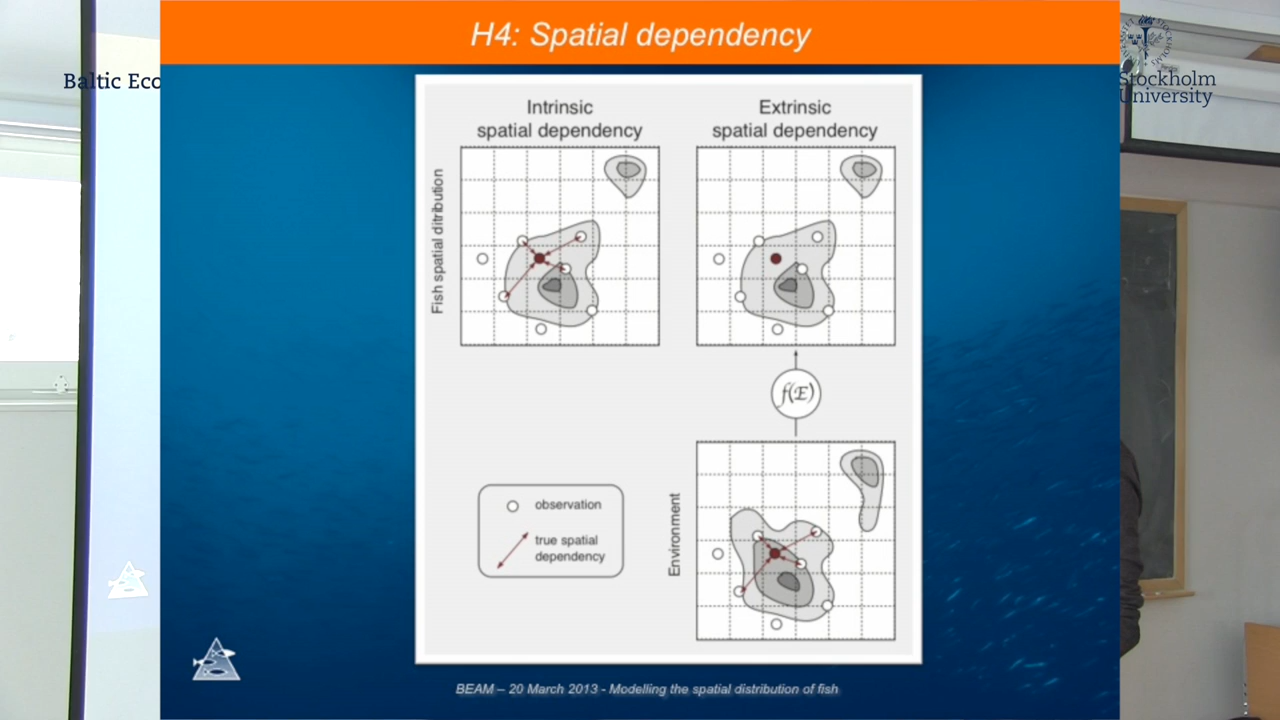 H4: Spatial dependency
Baltic Eco
Stockholm
University
Intrinsic
spatial dependency
Extrinsic
spatial dependency
Fish spatial ditribution
f(E)
observation
true spatial
dependency
Environment
BEAM – 20 March 2013 - Modelling the spatial distribution of fish